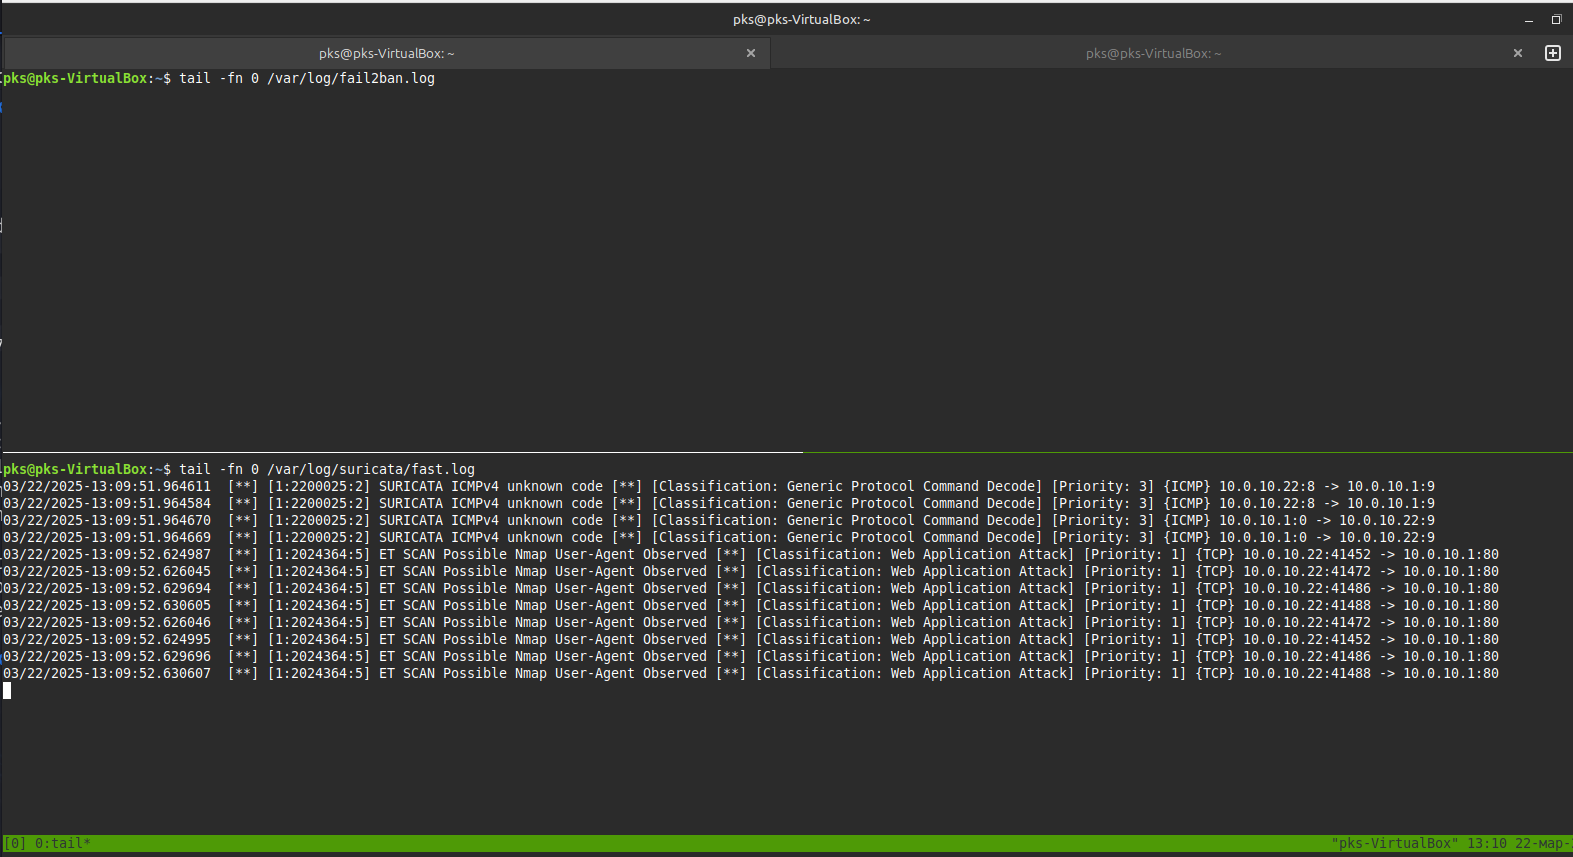 pks@pks-VirtualBox: ~
pks@pks-VirtualBox: ~
pks@pks-VirtualBox: ~
pks@pks-VirtualBox:~$ tail -fn 0 /var/log/fail2ban.log
pks@pks-VirtualBox:~$ tail -fn 0 /var/log/suricata/fast.log
03/22/2025-13:09:51.964611  [**] [1:2200025:2] SURICATA ICMPv4 unknown code [**] [Classification: Generic Protocol Command Decode] [Priority: 3] {ICMP} 10.0.10.22:8 -> 10.0.10.1:9
03/22/2025-13:09:51.964584  [**] [1:2200025:2] SURICATA ICMPv4 unknown code [**] [Classification: Generic Protocol Command Decode] [Priority: 3] {ICMP} 10.0.10.22:8 -> 10.0.10.1:9
03/22/2025-13:09:51.964670  [**] [1:2200025:2] SURICATA ICMPv4 unknown code [**] [Classification: Generic Protocol Command Decode] [Priority: 3] {ICMP} 10.0.10.1:0 -> 10.0.10.22:9
03/22/2025-13:09:51.964669  [**] [1:2200025:2] SURICATA ICMPv4 unknown code [**] [Classification: Generic Protocol Command Decode] [Priority: 3] {ICMP} 10.0.10.1:0 -> 10.0.10.22:9
03/22/2025-13:09:52.624987  [**] [1:2024364:5] ET SCAN Possible Nmap User-Agent Observed [**] [Classification: Web Application Attack] [Priority: 1] {TCP} 10.0.10.22:41452 -> 10.0.10.1:80
03/22/2025-13:09:52.626045  [**] [1:2024364:5] ET SCAN Possible Nmap User-Agent Observed [**] [Classification: Web Application Attack] [Priority: 1] {TCP} 10.0.10.22:41472 -> 10.0.10.1:80
03/22/2025-13:09:52.629694  [**] [1:2024364:5] ET SCAN Possible Nmap User-Agent Observed [**] [Classification: Web Application Attack] [Priority: 1] {TCP} 10.0.10.22:41486 -> 10.0.10.1:80
03/22/2025-13:09:52.630605  [**] [1:2024364:5] ET SCAN Possible Nmap User-Agent Observed [**] [Classification: Web Application Attack] [Priority: 1] {TCP} 10.0.10.22:41488 -> 10.0.10.1:80
03/22/2025-13:09:52.626046  [**] [1:2024364:5] ET SCAN Possible Nmap User-Agent Observed [**] [Classification: Web Application Attack] [Priority: 1] {TCP} 10.0.10.22:41472 -> 10.0.10.1:80
03/22/2025-13:09:52.624995  [**] [1:2024364:5] ET SCAN Possible Nmap User-Agent Observed [**] [Classification: Web Application Attack] [Priority: 1] {TCP} 10.0.10.22:41452 -> 10.0.10.1:80
03/22/2025-13:09:52.629696  [**] [1:2024364:5] ET SCAN Possible Nmap User-Agent Observed [**] [Classification: Web Application Attack] [Priority: 1] {TCP} 10.0.10.22:41486 -> 10.0.10.1:80
03/22/2025-13:09:52.630607  [**] [1:2024364:5] ET SCAN Possible Nmap User-Agent Observed [**] [Classification: Web Application Attack] [Priority: 1] {TCP} 10.0.10.22:41488 -> 10.0.10.1:80
[0] 0:tail* "pks-VirtualBox" 13:10 22-мар-